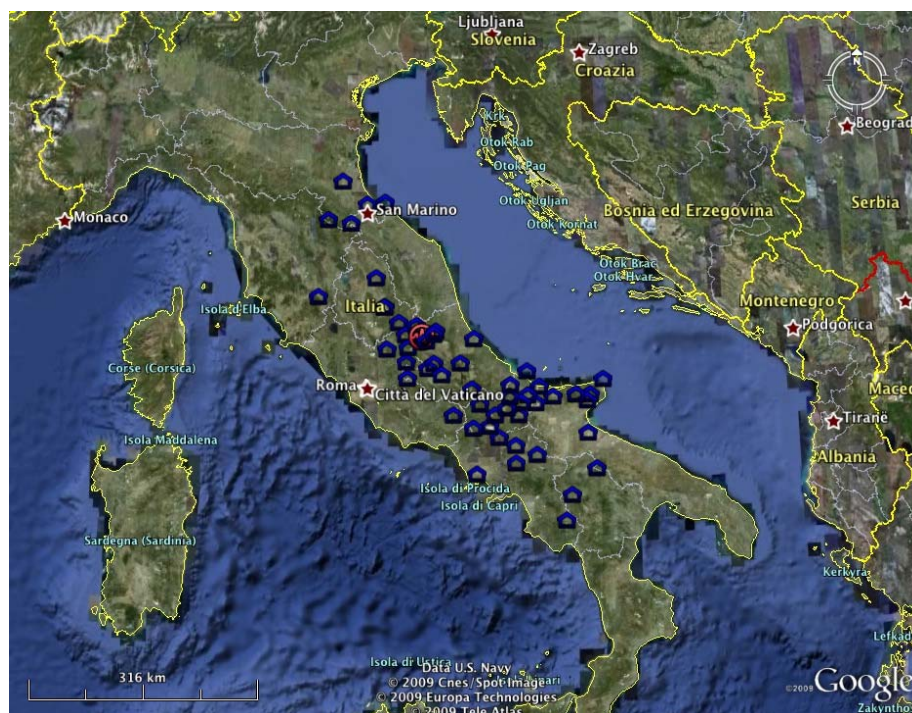 Ljubljana
Slovenia
Zagreb
Croazia
N
Beograd
Krk
Otok Rab
Otok Pag
Otok Ugljan
Otok Kornat
Bosnia ed Erzegovina
Serbia
Monaco
San Marino
Otok Brac
Otok Hvar
Isola d'Elba
Italia
Montenegro
Podgorica
Corse (Corsica)
Roma
Città del Vaticano
Maced
Tiranë
Isola Maddalena
Albania
Isola di Procida
Isola di Capri
Sardegna (Sardinia)
Kerkyra
Lefkad
Isola di Ustica
316 km
Data U.S. Navy
© 2009 Cnes/Spot Image
© 2009 Europa Technologies
© 2009 Tele Atlas
©2009 Google
Zakynthos